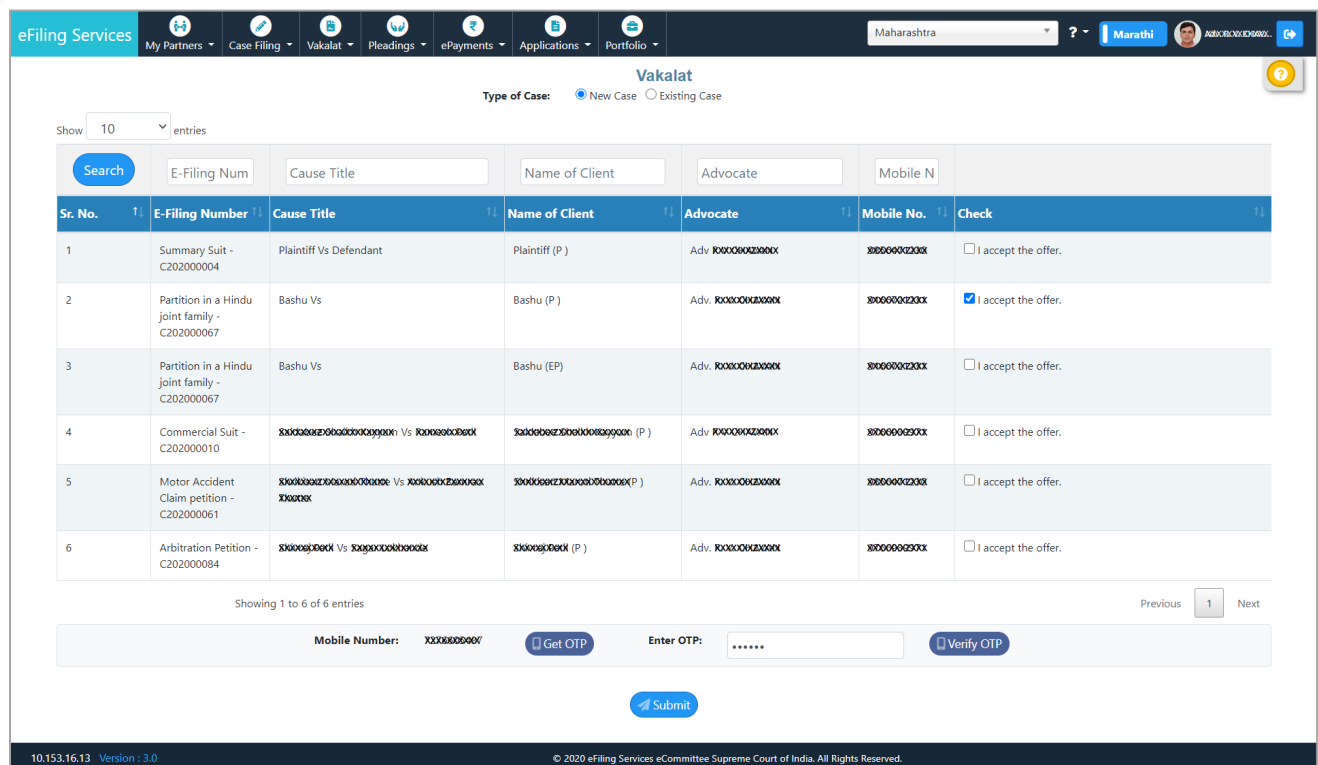 eFiling Services
My Partners Case Filing Vakalat Pleadings ePayments Applications Portfolio
Maharashtra ? Marathi
Vakalat
Type of Case: New Case Existing Case
Show 10 entries
Search E-Filing Num Cause Title Name of Client Advocate Mobile N
Sr. No. E-Filing Number Cause Title Name of Client Advocate Mobile No. Check
1 Summary Suit - Plaintiff Vs Defendant Plaintiff (P ) Adv I accept the offer.
C202000004
2 Partition in a Hindu Bashu Vs Bashu (P ) Adv. I accept the offer.
joint family -
C202000067
3 Partition in a Hindu Bashu Vs Bashu (EP) Adv. I accept the offer.
joint family -
C202000067
4 Commercial Suit - Vs (P ) Adv I accept the offer.
C202000010
5 Motor Accident Vs (P ) Adv. I accept the offer.
Claim petition -
C202000061
6 Arbitration Petition - Vs (P ) Adv. I accept the offer.
C202000084
Showing 1 to 6 of 6 entries Previous 1 Next
Mobile Number: Get OTP Enter OTP: •••••• Verify OTP
Submit
10.153.16.13 Version : 3.0 © 2020 eFiling Services eCommittee Supreme Court of India. All Rights Reserved.